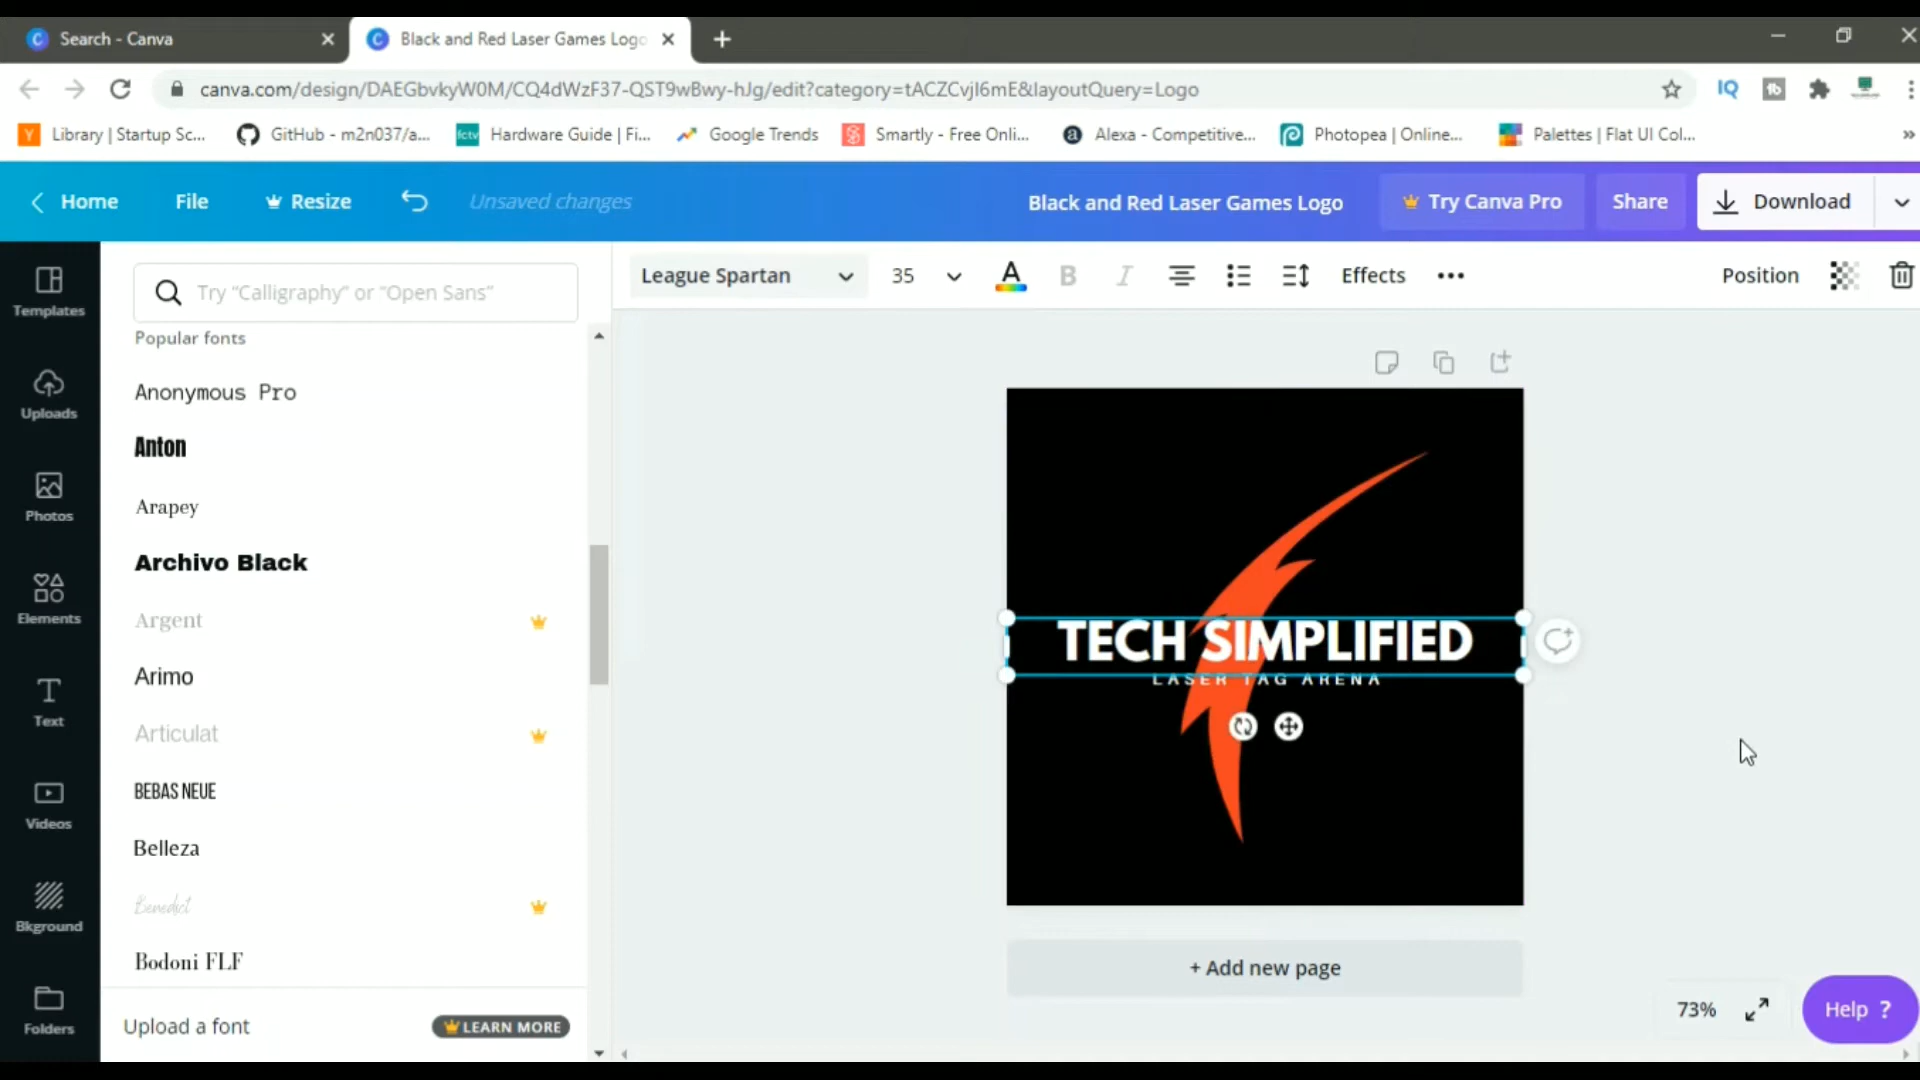 Search - Canva
Black and Red Laser Games Logo
canva.com/design/DAEGbvkyW0M/CQ4dWzF37-QST9wBwy-hJg/edit?category=tACZCvjI6mE&layoutQuery=Logo
IQ
Library | Startup Sc...
GitHub - m2n037/a...
fctv
Hardware Guide | Fi...
Google Trends
Smartly - Free Onli...
Alexa - Competitive...
Photopea | Online...
Palettes | Flat UI Col...
Home
File
Resize
Unsaved changes
Black and Red Laser Games Logo
Try Canva Pro
Share
Download
Templates
Uploads
Photos
Elements
Text
Videos
Bkground
Folders
Try “Calligraphy” or “Open Sans”
Popular fonts
Anonymous Pro
Anton
Arapey
Archivo Black
Argent
Arimo
Articulat
BEBAS NEUE
Belleza
Benedict
Bodoni FLF
Upload a font
LEARN MORE
League Spartan
35
A
B
I
Effects
Position
TECH SIMPLIFIED
LASER TAG ARENA
+ Add new page
73%
Help ?